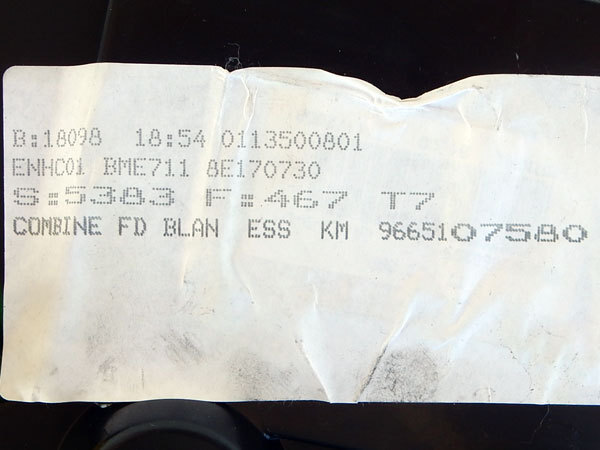 B:18098 18:54 0113500801
ENHC01 BME711 8E170730
S:5383 F:467 T7
COMBINE FD BLAN ESS KM 9665107580